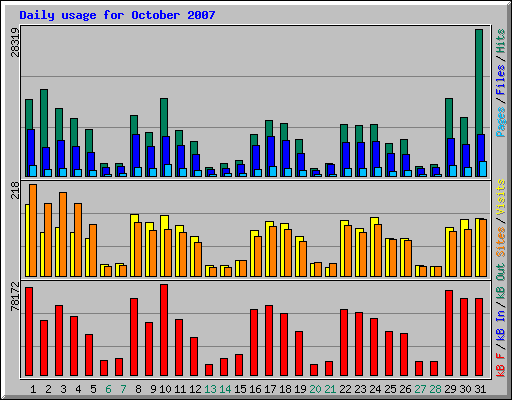 Daily usage for October 2007
28319
Pages / Files / Hits
218
Sites / Visits
78172
kB F / kB In / kB Out
1 2 3 4 5 6 7 8 9 10 11 12 13 14 15 16 17 18 19 20 21 22 23 24 25 26 27 28 29 30 31